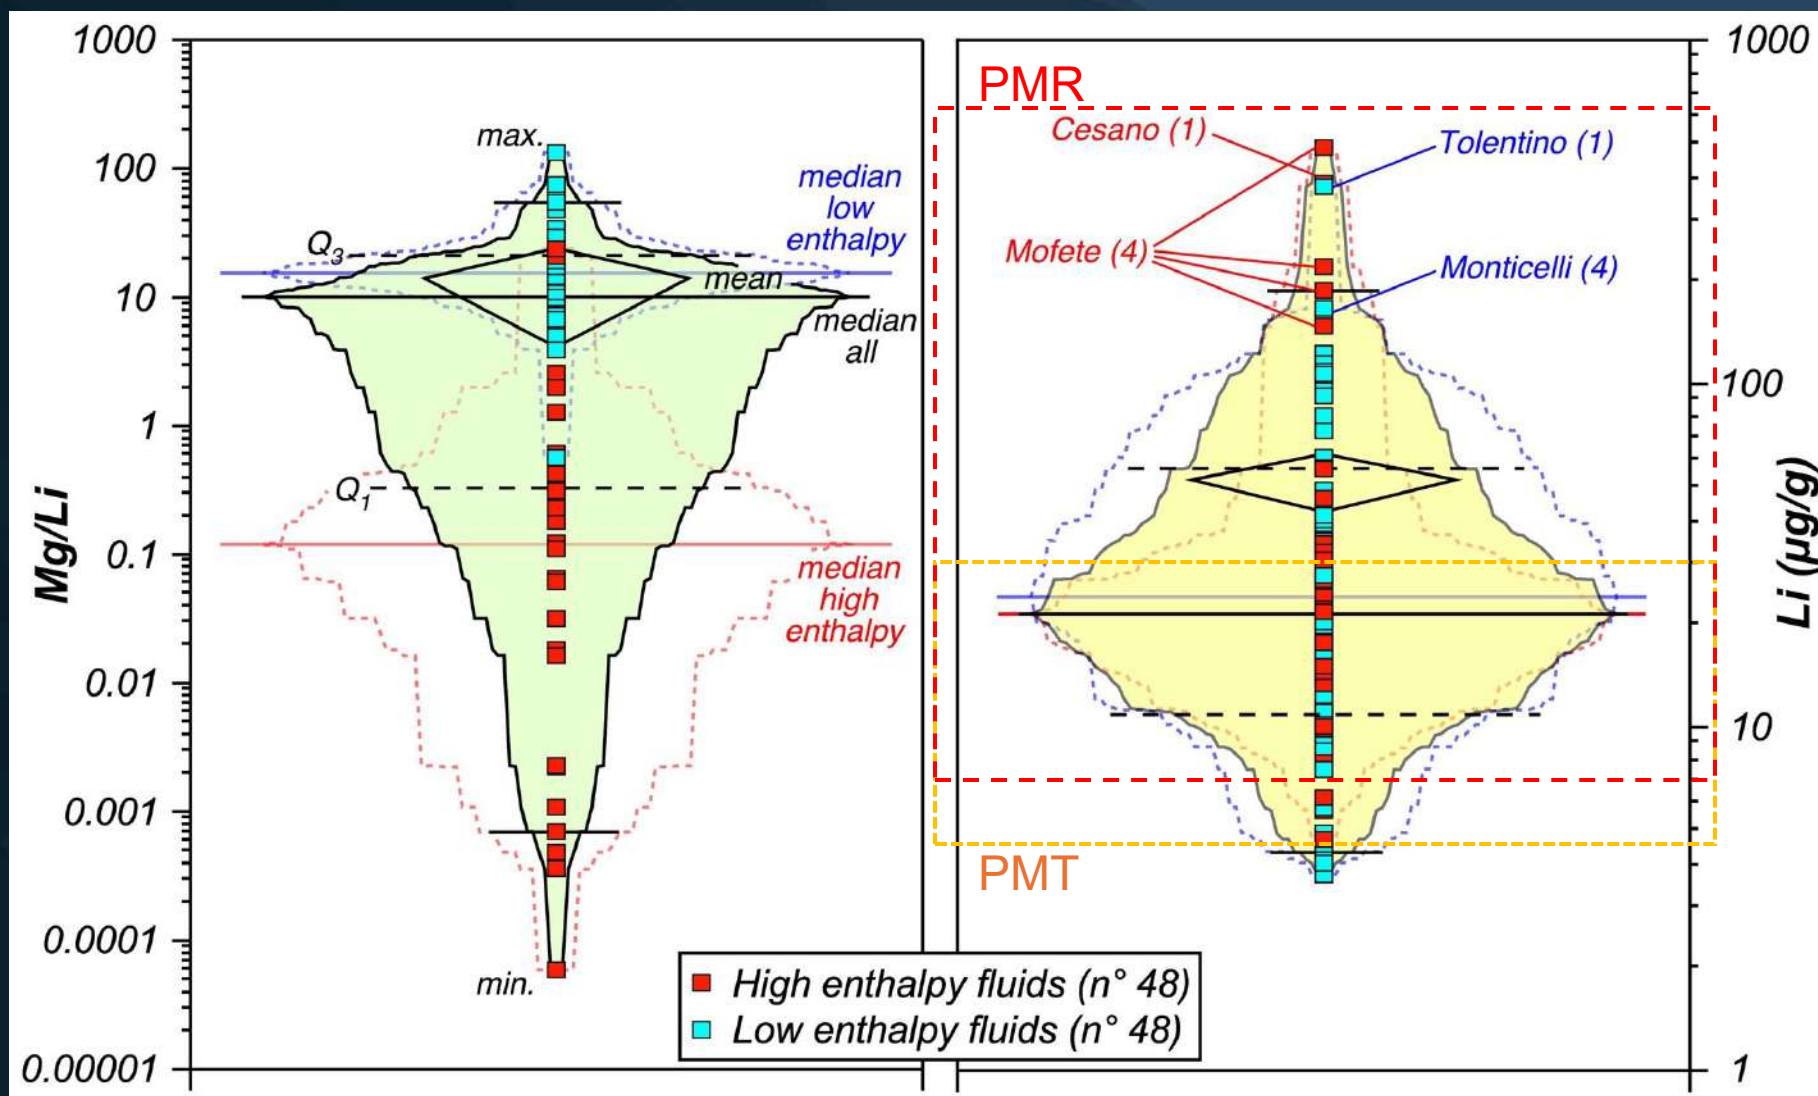 Mg/Li
1000
100
10
1
0.1
0.01
0.001
0.0001
0.00001
max.
median
low
enthalpy
Q3
mean
median
all
Q1
median
high
enthalpy
min.
PMR
Cesano (1)
Tolentino (1)
Mofete (4)
Monticelli (4)
PMT
1000
100
10
1
Li (µg/g)
High enthalpy fluids (n° 48)
Low enthalpy fluids (n° 48)